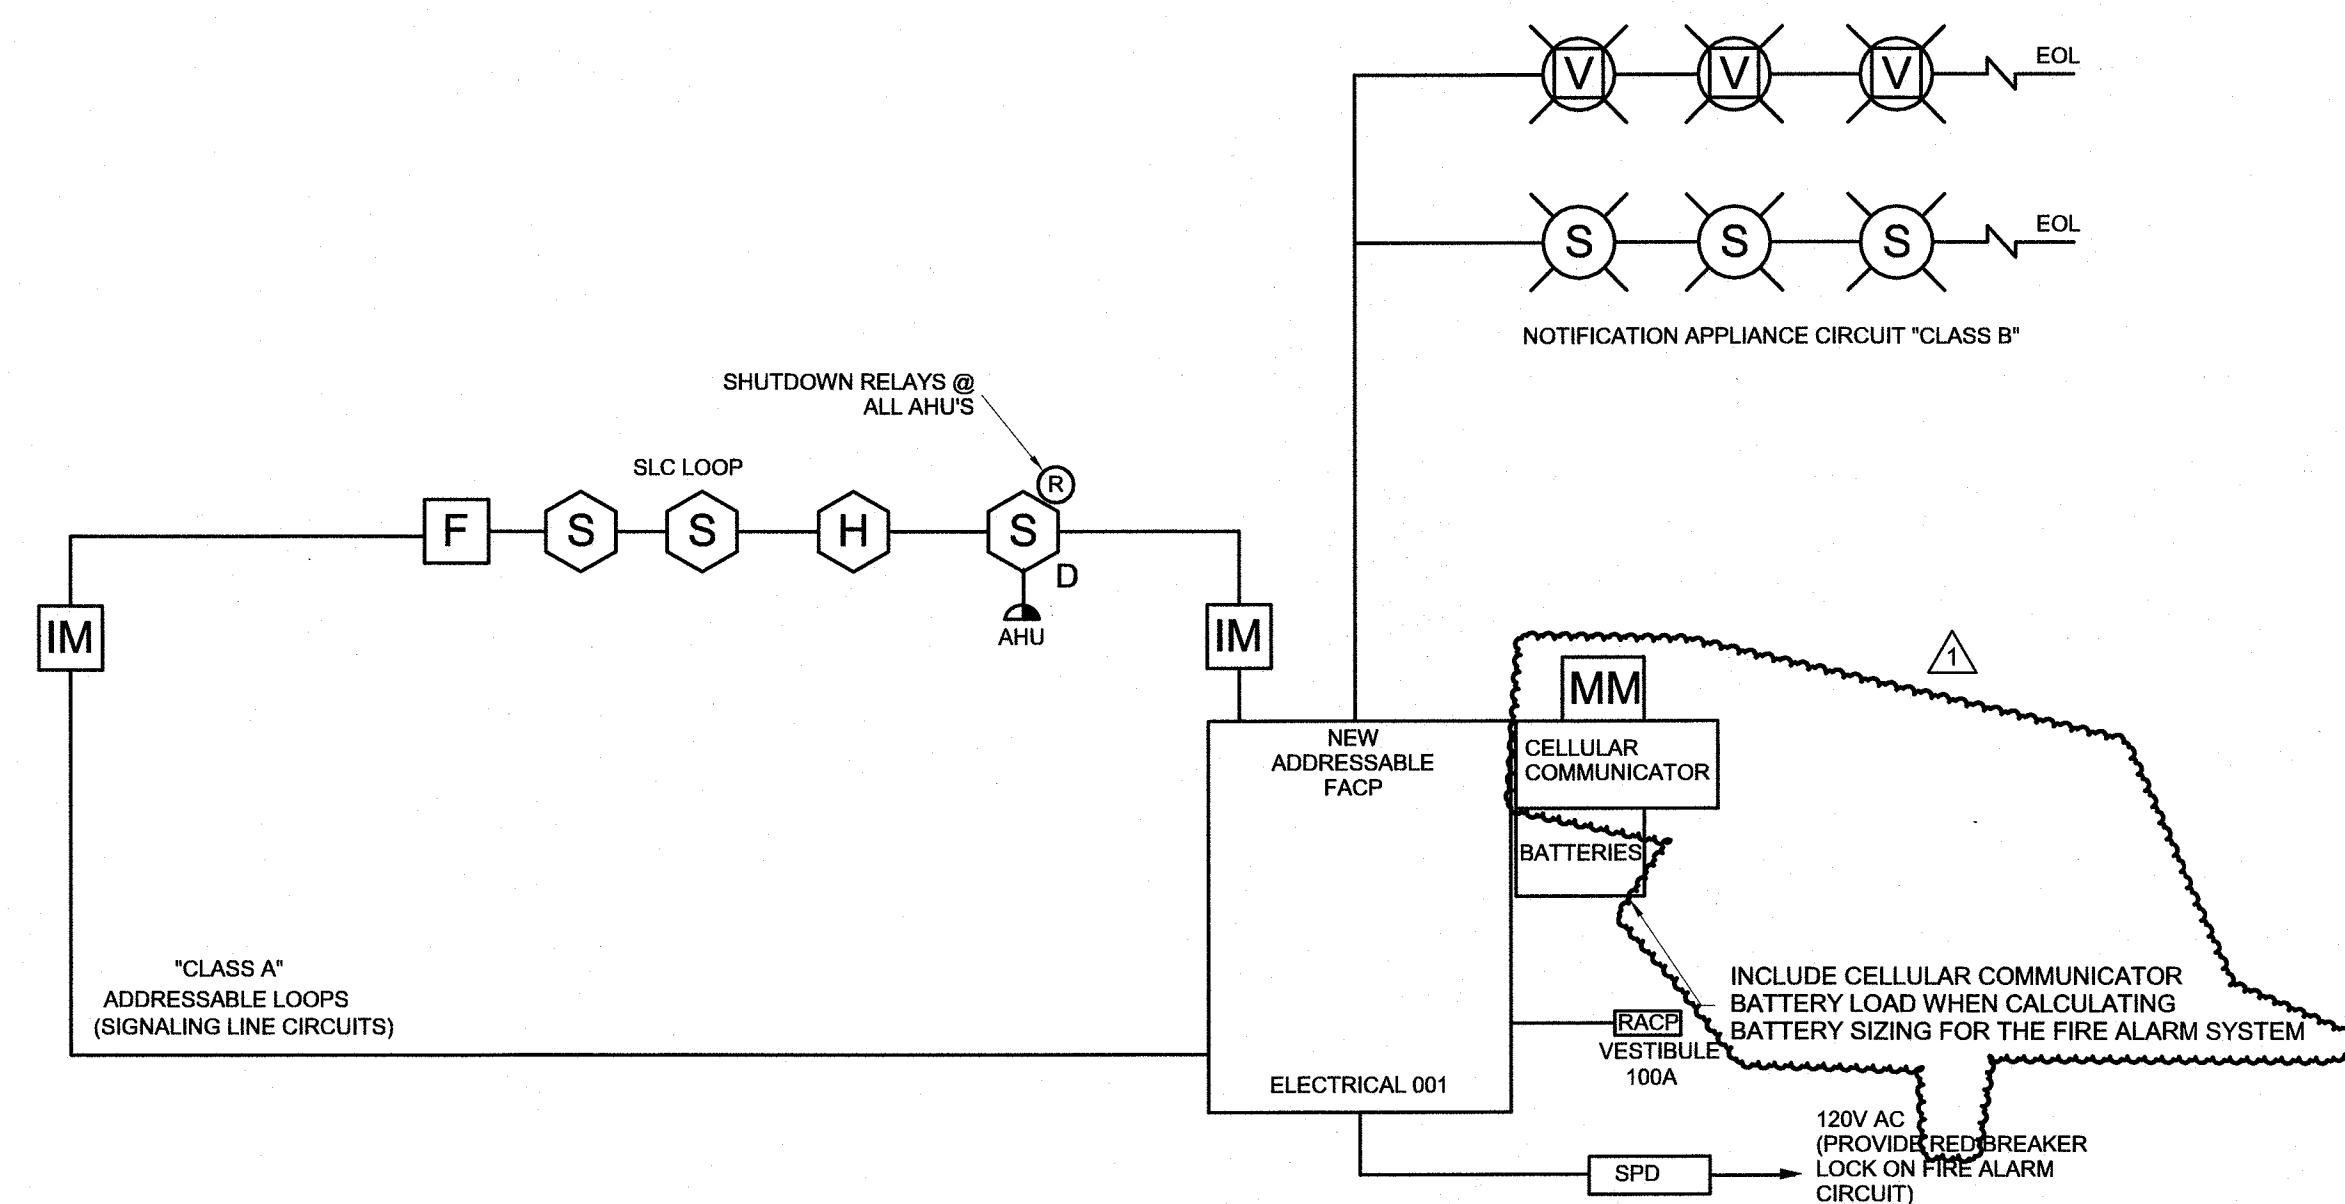 V V V EOL
S S S EOL
NOTIFICATION APPLIANCE CIRCUIT "CLASS B"
SHUTDOWN RELAYS @
ALL AHU'S
SLC LOOP
R
F S S H S
D
AHU
IM
IM
1
MM
NEW
ADDRESSABLE
FACP
CELLULAR
COMMUNICATOR
BATTERIES
"CLASS A"
ADDRESSABLE LOOPS
(SIGNALING LINE CIRCUITS)
INCLUDE CELLULAR COMMUNICATOR
BATTERY LOAD WHEN CALCULATING
BATTERY SIZING FOR THE FIRE ALARM SYSTEM
RACP
VESTIBULE
100A
ELECTRICAL 001
SPD
120V AC
(PROVIDE RED BREAKER
LOCK ON FIRE ALARM
CIRCUIT)